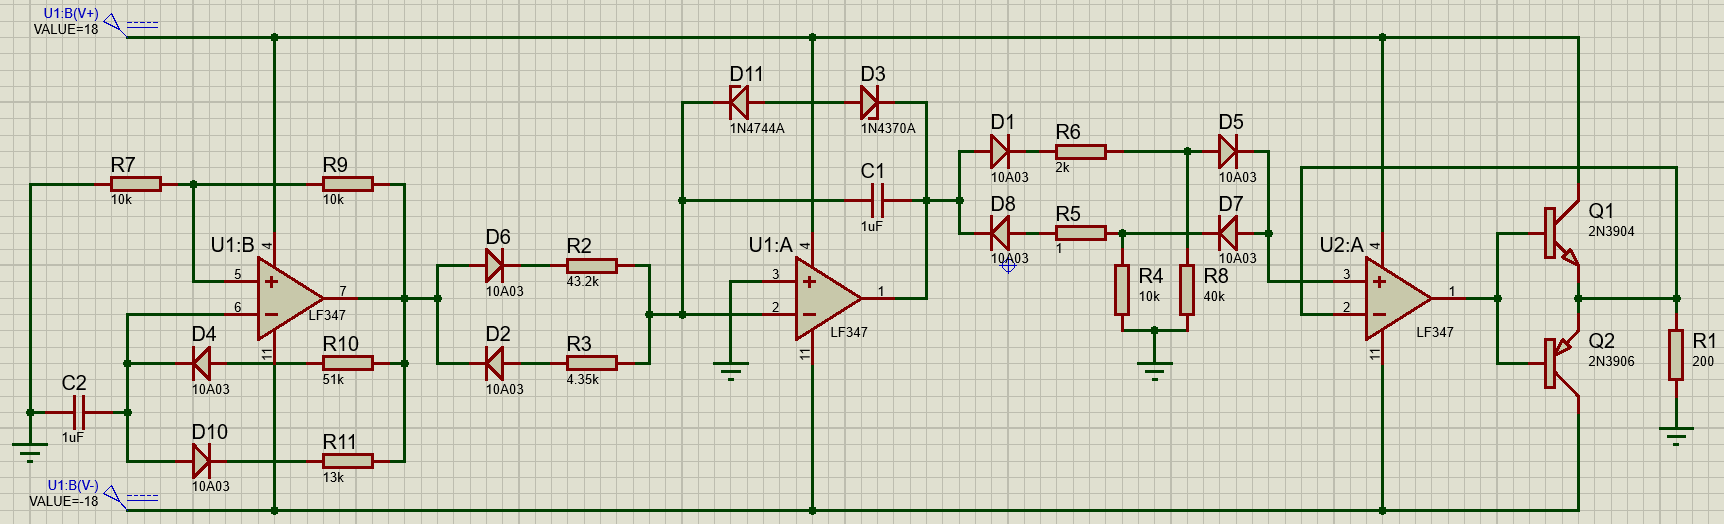 U1:B(V+)
VALUE=18
D11
1N4744A
D3
1N4370A
R7
10k
R9
10k
C1
1uF
D1
10A03
R6
2k
D5
10A03
D8
10A03
R5
1
D7
10A03
U1:B
5
6
7
4
11
LF347
D6
10A03
R2
43.2k
U1:A
3
2
1
4
11
LF347
R4
10k
R8
40k
U2:A
3
2
1
4
11
LF347
Q1
2N3904
D4
10A03
R10
51k
D2
10A03
R3
4.35k
Q2
2N3906
R1
200
C2
1uF
D10
10A03
R11
13k
U1:B(V-)
VALUE=-18